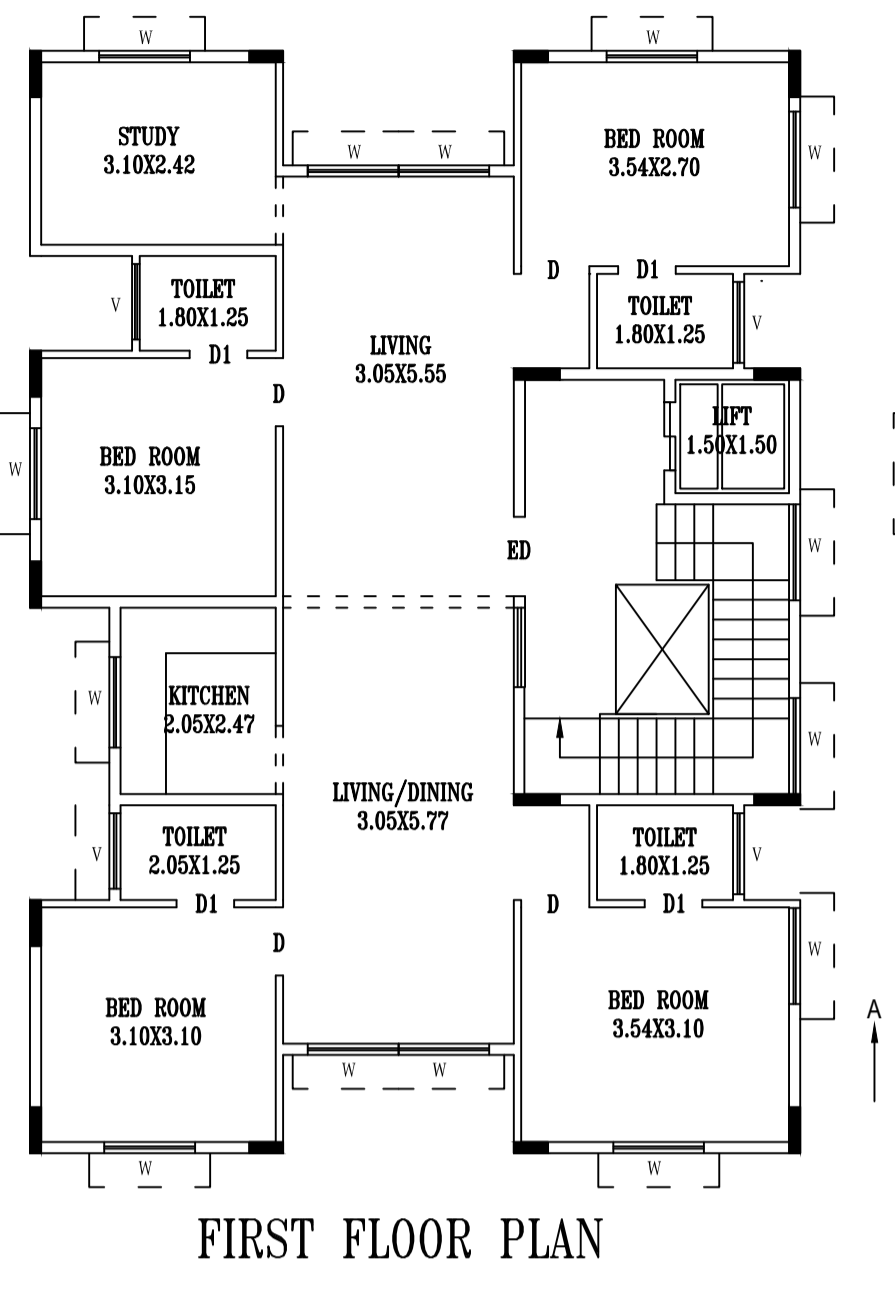 W
W
STUDY
3.10X2.42
W
W
BED ROOM
3.54X2.70
W
TOILET
1.80X1.25
V
D1
D
D1
TOILET
1.80X1.25
V
LIVING
3.05X5.55
D
LIFT
1.50X1.50
BED ROOM
3.10X3.15
W
ED
W
KITCHEN
2.05X2.47
W
W
LIVING/DINING
3.05X5.77
TOILET
2.05X1.25
V
D1
TOILET
1.80X1.25
V
D
D1
D
W
BED ROOM
3.10X3.10
BED ROOM
3.54X3.10
A
W
W
W
W
FIRST FLOOR PLAN